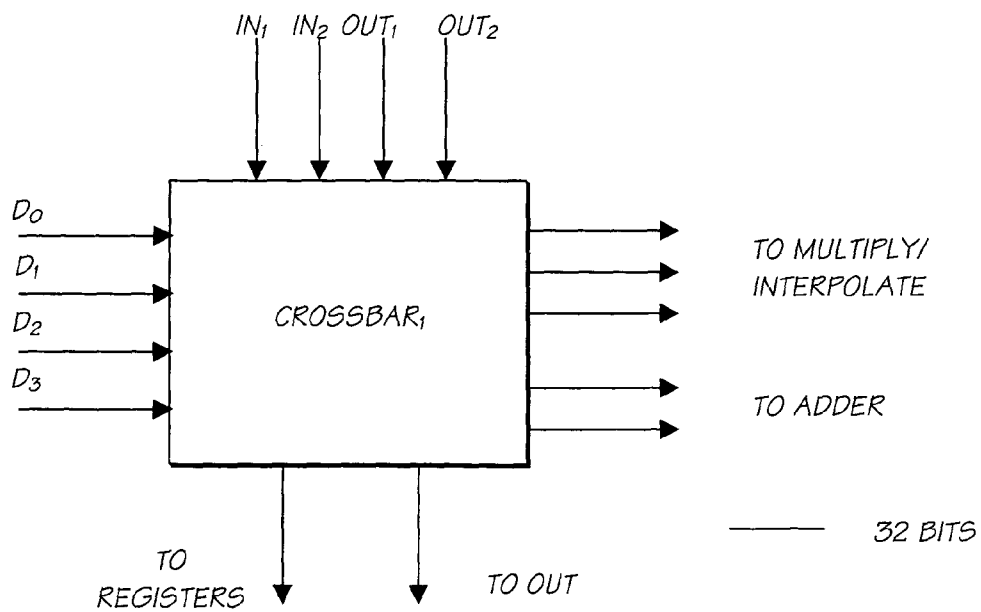 IN₁ IN₂ OUT₁ OUT₂
D₀
D₁
D₂
D₃
CROSSBAR₁
TO MULTIPLY/
INTERPOLATE
TO ADDER
32 BITS
TO
REGISTERS
TO OUT